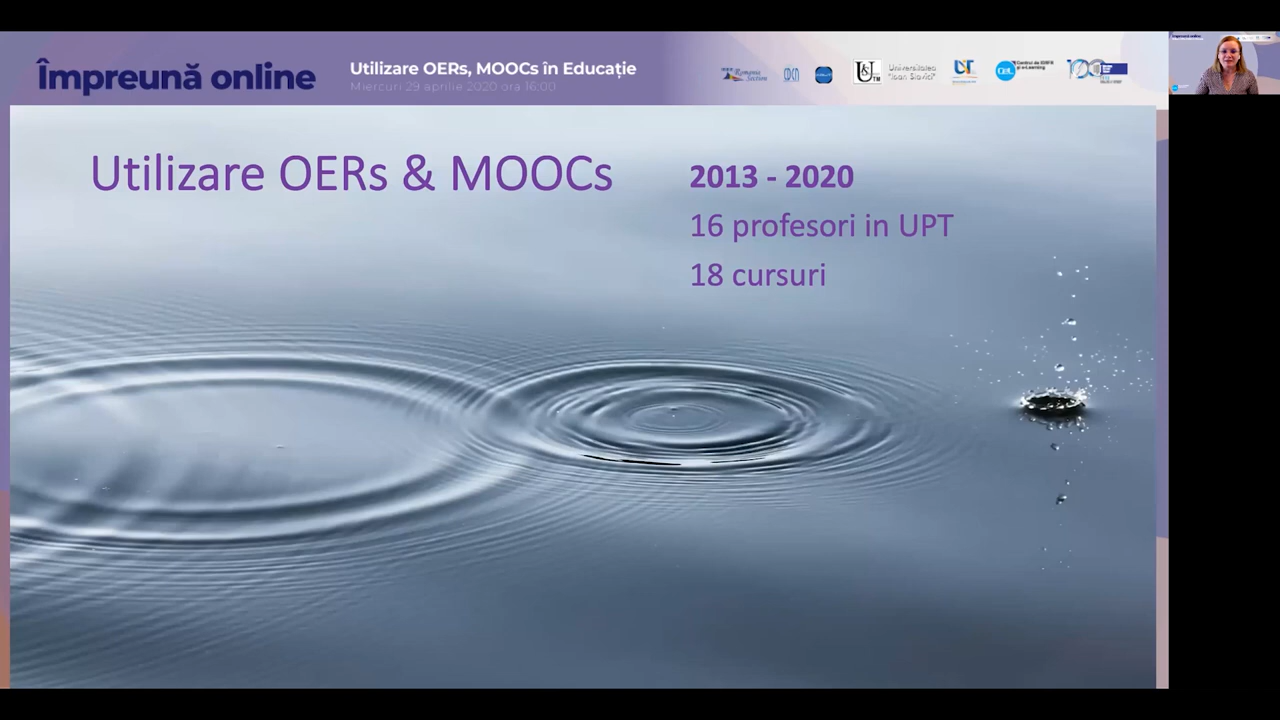 Împreună online
Utilizare OERs, MOOCs în Educație
Miercuri 29 aprilie 2020 ora 16:00
Universitatea
"Ioan Slavici"
Utilizare OERs & MOOCs
2013 - 2020
16 profesori in UPT
18 cursuri